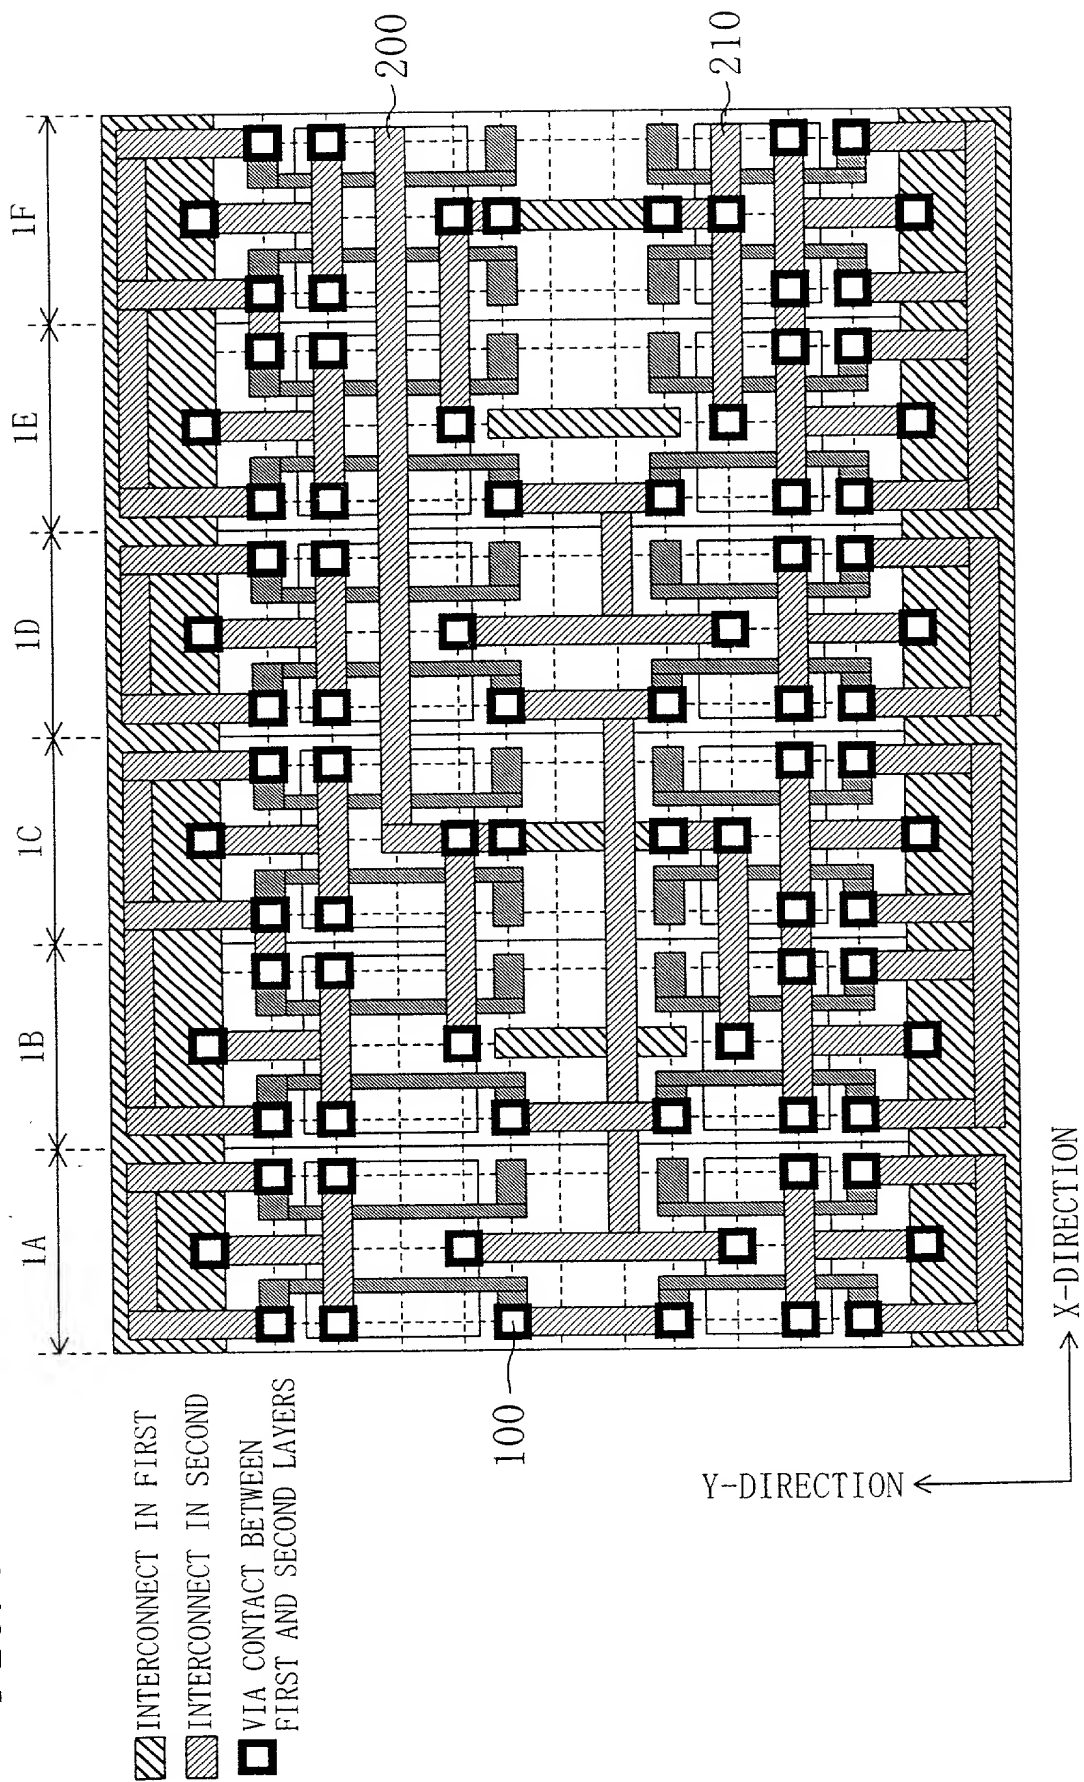 1A
1B
1C
1D
1E
1F
200
210
100
INTERCONNECT IN FIRST
INTERCONNECT IN SECOND
VIA CONTACT BETWEEN
FIRST AND SECOND LAYERS
Y-DIRECTION
X-DIRECTION